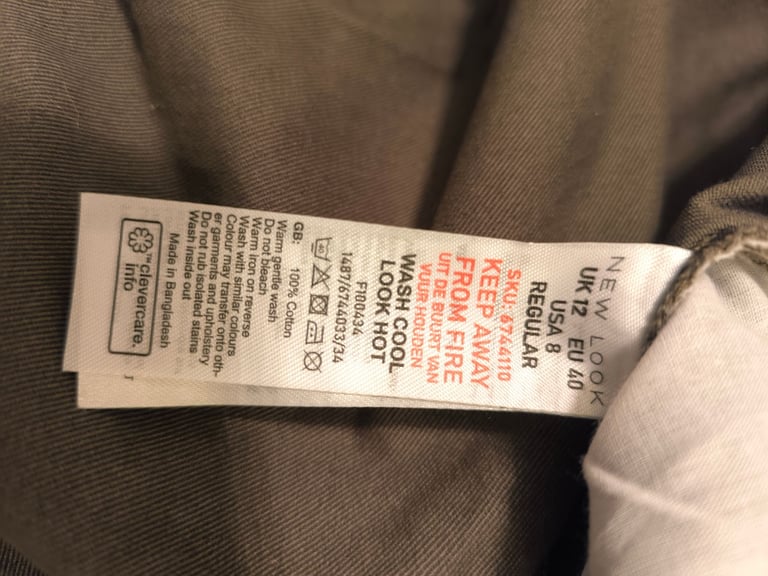 NEW LOOK
UK 12 EU 40
USA 8
REGULAR
SKU: 6744110
KEEP AWAY
FROM FIRE
UIT DE BUURT VAN
VUUR HOUDEN
WASH COOL
LOOK HOT
F100434
1487/6744033/34
40
GB: 100% Cotton
Warm gentle wash
Do not bleach
Warm iron on reverse
Wash with similar colours
Colour may transfer onto oth-
er garments and upholstery
Do not rub isolated stains
Wash inside out
Made in Bangladesh
™clevercare.
info